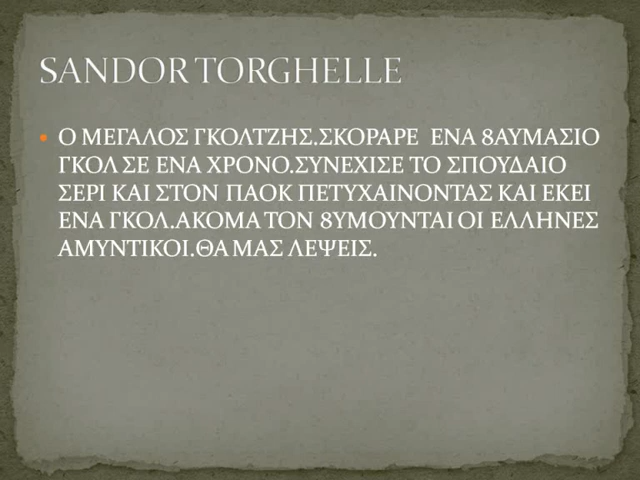 SANDOR TORGHELLE
• Ο ΜΕΓΑΛΟΣ ΓΚΟΛΤΖΗΣ.ΣΚΟΡΑΡΕ  ΕΝΑ 8ΑΥΜΑΣΙΟ
ΓΚΟΛ ΣΕ ΕΝΑ ΧΡΟΝΟ.ΣΥΝΕΧΙΣΕ ΤΟ ΣΠΟΥΔΑΙΟ
ΣΕΡΙ ΚΑΙ ΣΤΟΝ ΠΑΟΚ ΠΕΤΥΧΑΙΝΟΝΤΑΣ ΚΑΙ ΕΚΕΙ
ΕΝΑ ΓΚΟΛ.ΑΚΟΜΑ ΤΟΝ 8ΥΜΟΥΝΤΑΙ ΟΙ ΕΛΛΗΝΕΣ
ΑΜΥΝΤΙΚΟΙ.ΘΑ ΜΑΣ ΛΕΨΕΙΣ.